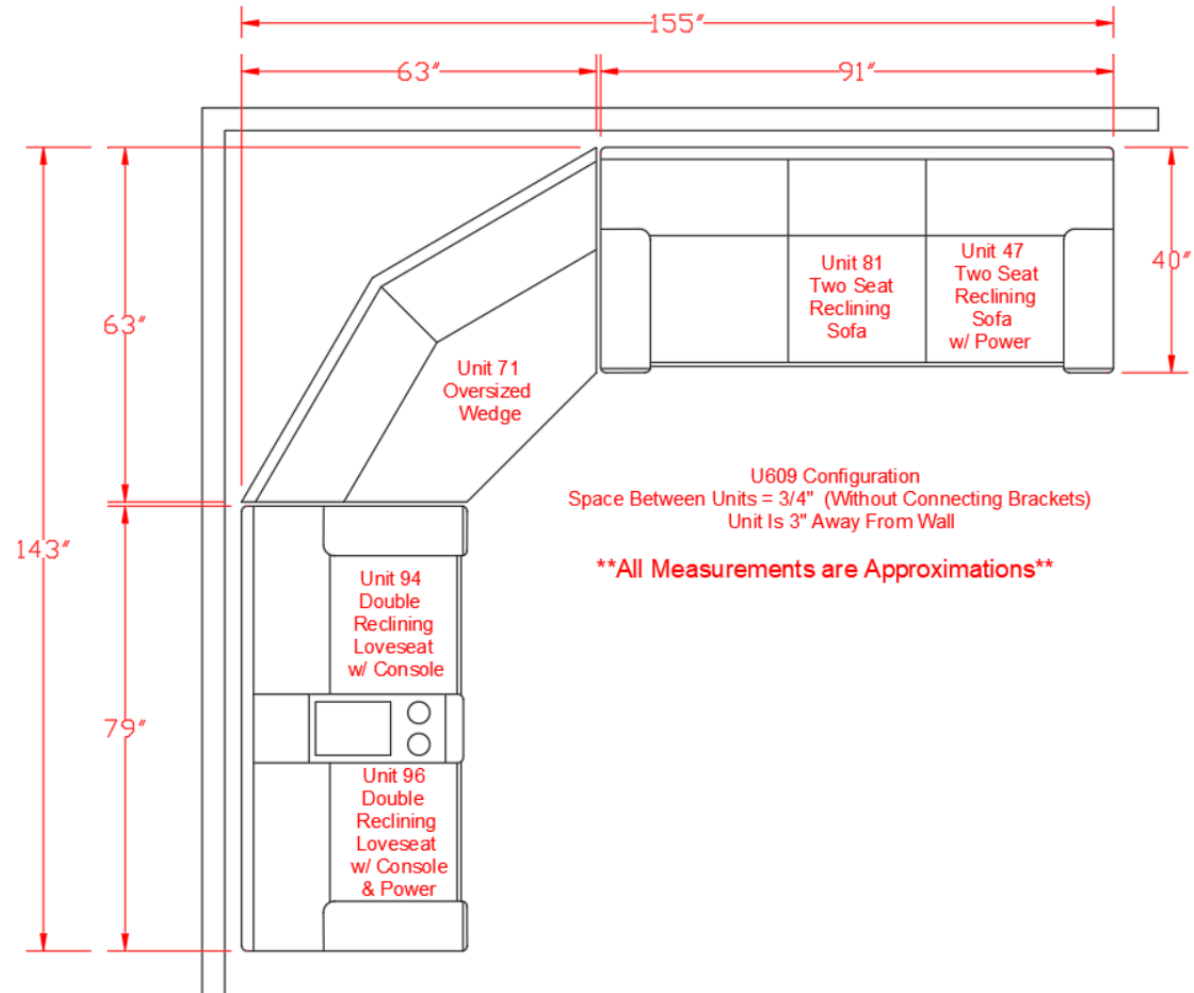 155"
63"
91"
63"
40"
143"
79"
Unit 81
Two Seat
Reclining
Sofa
Unit 47
Two Seat
Reclining
Sofa
w/ Power
Unit 71
Oversized
Wedge
U609 Configuration
Space Between Units = 3/4" (Without Connecting Brackets)
Unit Is 3" Away From Wall
**All Measurements are Approximations**
Unit 94
Double
Reclining
Loveseat
w/ Console
Unit 96
Double
Reclining
Loveseat
w/ Console
& Power